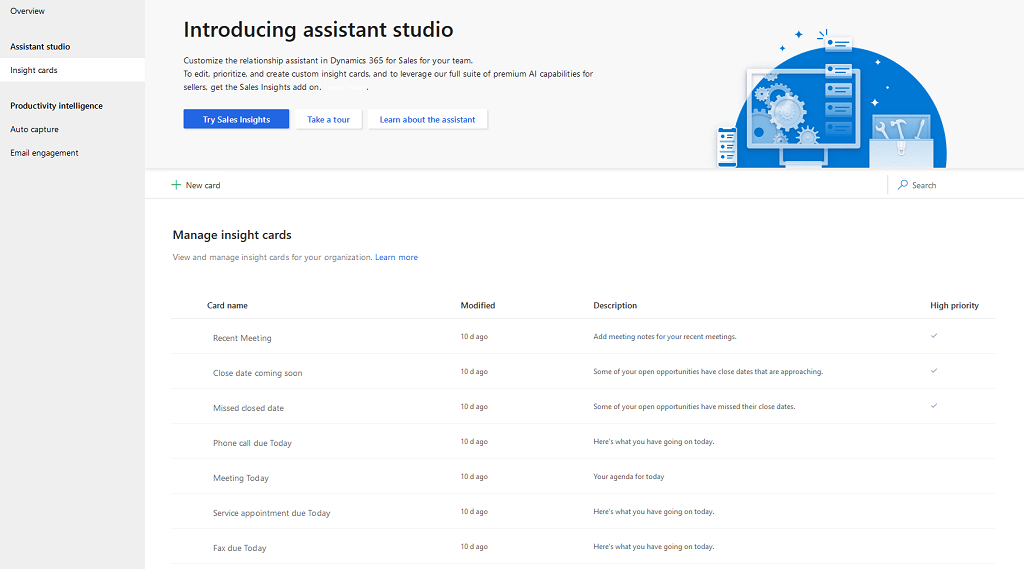 Overview
Assistant studio
Insight cards
Productivity intelligence
Auto capture
Email engagement
Introducing assistant studio
Customize the relationship assistant in Dynamics 365 for Sales for your team.
To edit, prioritize, and create custom insight cards, and to leverage our full suite of premium AI capabilities for
sellers, get the Sales Insights add on. .
Try Sales Insights Take a tour Learn about the assistant
New card Search
Manage insight cards
View and manage insight cards for your organization. Learn more
Card name Modified Description High priority
Recent Meeting 10 d ago Add meeting notes for your recent meetings.
Close date coming soon 10 d ago Some of your open opportunities have close dates that are approaching.
Missed closed date 10 d ago Some of your open opportunities have missed their close dates.
Phone call due Today 10 d ago Here's what you have going on today.
Meeting Today 10 d ago Your agenda for today
Service appointment due Today 10 d ago Here's what you have going on today.
Fax due Today 10 d ago Here's what you have going on today.